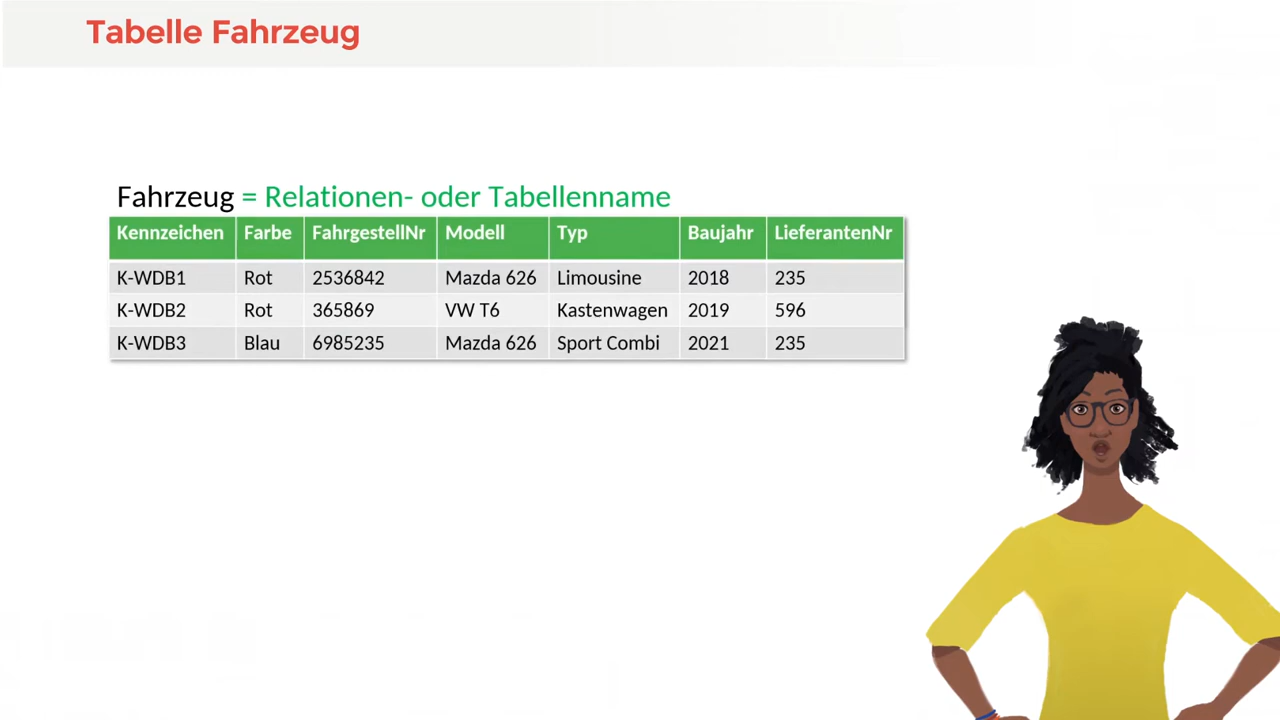 Tabelle Fahrzeug
Fahrzeug = Relationen- oder Tabellenname
Kennzeichen Farbe FahrgestellNr Modell Typ Baujahr LieferantenNr
K-WDB1 Rot 2536842 Mazda 626 Limousine 2018 235
K-WDB2 Rot 365869 VW T6 Kastenwagen 2019 596
K-WDB3 Blau 6985235 Mazda 626 Sport Combi 2021 235